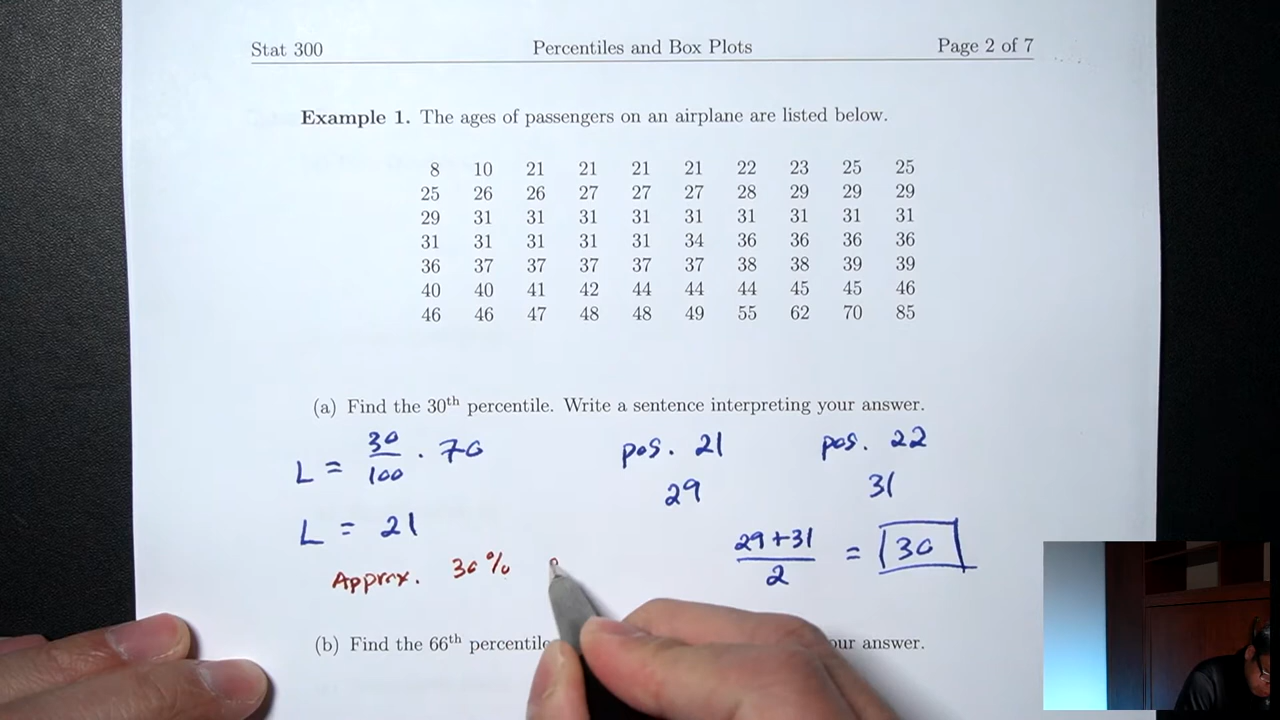 Stat 300 Percentiles and Box Plots Page 2 of 7
Example 1. The ages of passengers on an airplane are listed below.
8 10 21 21 21 21 22 23 25 25
25 26 26 27 27 27 28 29 29 29
29 31 31 31 31 31 31 31 31 31
31 31 31 31 31 34 36 36 36 36
36 37 37 37 37 37 38 38 39 39
40 40 41 42 44 44 44 45 45 46
46 46 47 48 48 49 55 62 70 85
(a) Find the 30th percentile. Write a sentence interpreting your answer.
L = 30/100 · 70 pos. 21 pos. 22
29 31
L = 21 (29+31)/2 = 30
Approx. 30%
(b) Find the 66th percentile our answer.